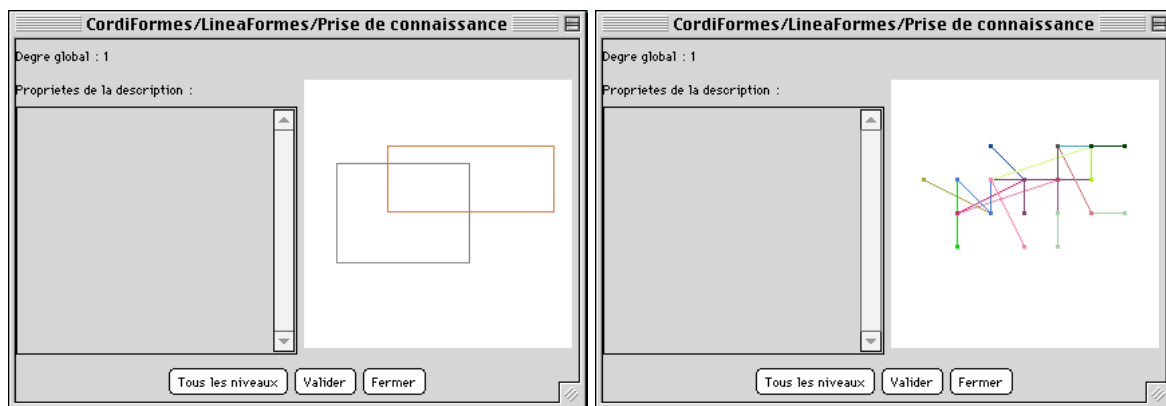 CordiFormes/LineaFormes/Prise de connaissance
Degre global : 1
Proprietes de la description :
Tous les niveaux Valider Fermer
CordiFormes/LineaFormes/Prise de connaissance
Degre global : 1
Proprietes de la description :
Tous les niveaux Valider Fermer